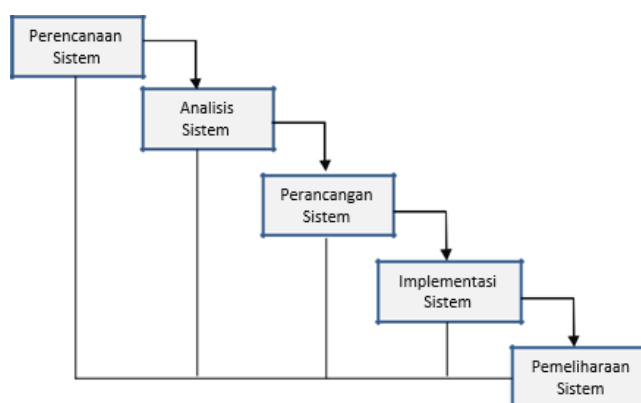 Perencanaan
Sistem
Analisis
Sistem
Perancangan
Sistem
Implementasi
Sistem
Pemeliharaan
Sistem